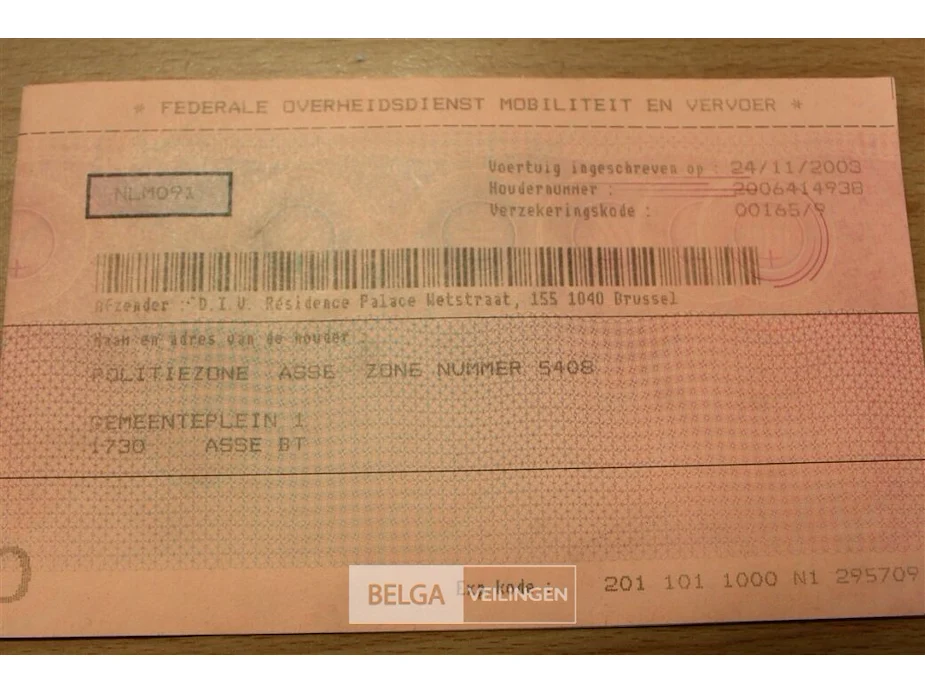 * FEDERALE OVERHEIDSDIENST MOBILITEIT EN VERVOER *
Voertuig ingeschreven op : 24/11/2003
NLM091
Houdernummer : 2006414938
Verzekeringskode : 00165/9
Afzender : D.I.V. Résidence Palace Wetstraat, 155 1040 Brussel
Naam en adres van de houder :
POLITIEZONE ASSE ZONE NUMMER 5408
GEMEENTEPLEIN 1
1730 ASSE BT
Exp.kode : 201 101 1000 N1 295709
BELGA VEILINGEN